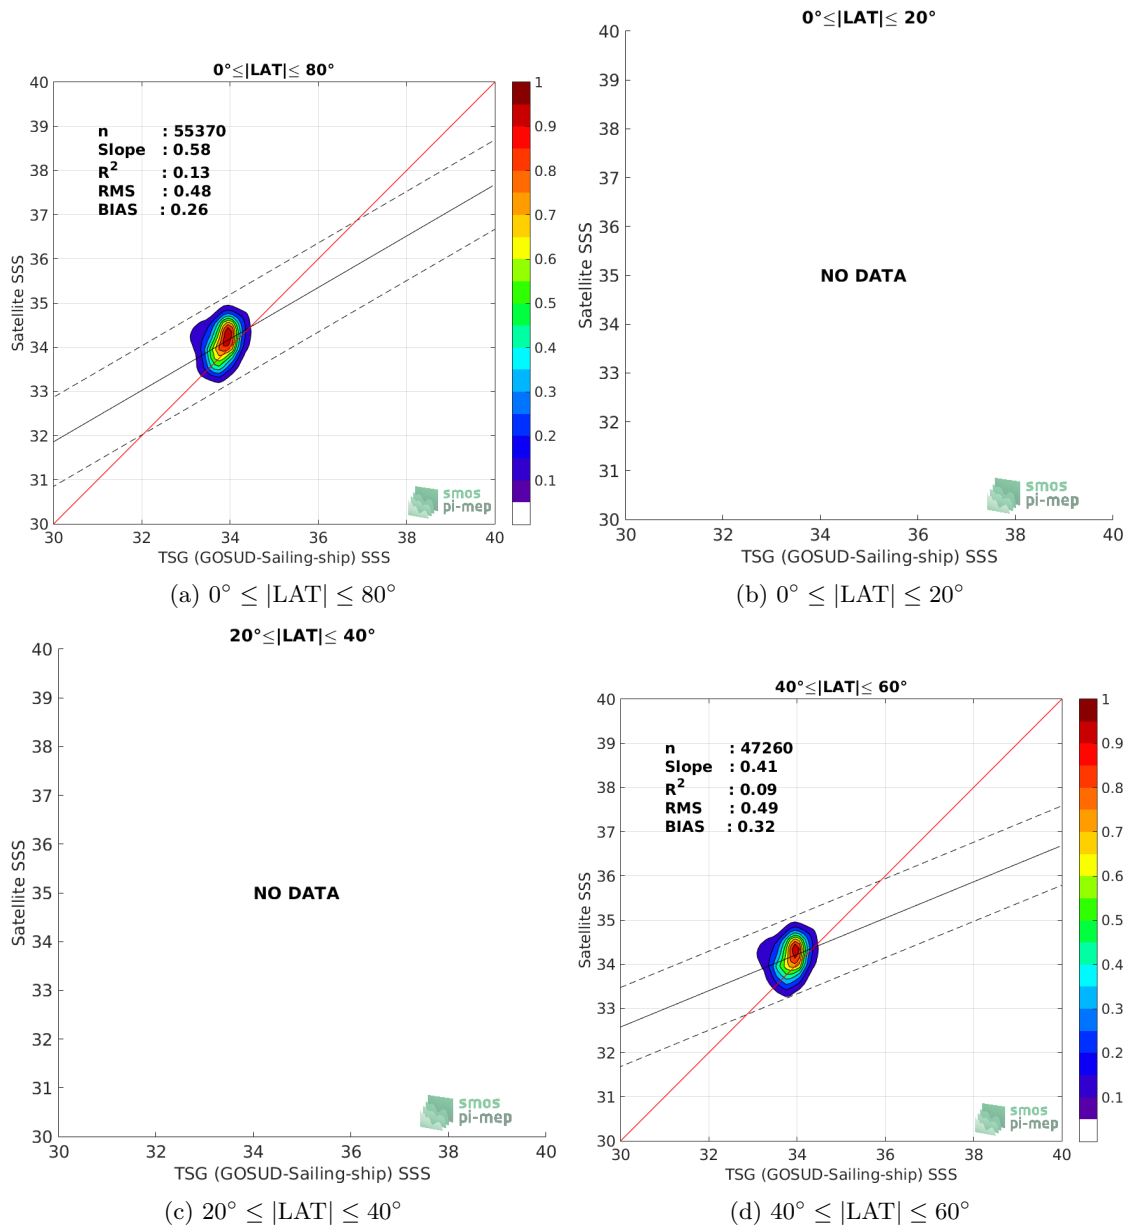 0°≤|LAT|≤ 80°
40
39
38
37
36
35
34
33
32
31
30
Satellite SSS
n : 55370
Slope : 0.58
R² : 0.13
RMS : 0.48
BIAS : 0.26
smos
pi-mep
30 32 34 36 38 40
TSG (GOSUD-Sailing-ship) SSS
1
0.9
0.8
0.7
0.6
0.5
0.4
0.3
0.2
0.1
(a) 0° ≤ |LAT| ≤ 80°
0°≤|LAT|≤ 20°
40
39
38
37
36
35
34
33
32
31
30
Satellite SSS
NO DATA
smos
pi-mep
30 32 34 36 38 40
TSG (GOSUD-Sailing-ship) SSS
(b) 0° ≤ |LAT| ≤ 20°
20°≤|LAT|≤ 40°
40
39
38
37
36
35
34
33
32
31
30
Satellite SSS
NO DATA
smos
pi-mep
30 32 34 36 38 40
TSG (GOSUD-Sailing-ship) SSS
(c) 20° ≤ |LAT| ≤ 40°
40°≤|LAT|≤ 60°
40
39
38
37
36
35
34
33
32
31
30
Satellite SSS
n : 47260
Slope : 0.41
R² : 0.09
RMS : 0.49
BIAS : 0.32
smos
pi-mep
30 32 34 36 38 40
TSG (GOSUD-Sailing-ship) SSS
1
0.9
0.8
0.7
0.6
0.5
0.4
0.3
0.2
0.1
(d) 40° ≤ |LAT| ≤ 60°